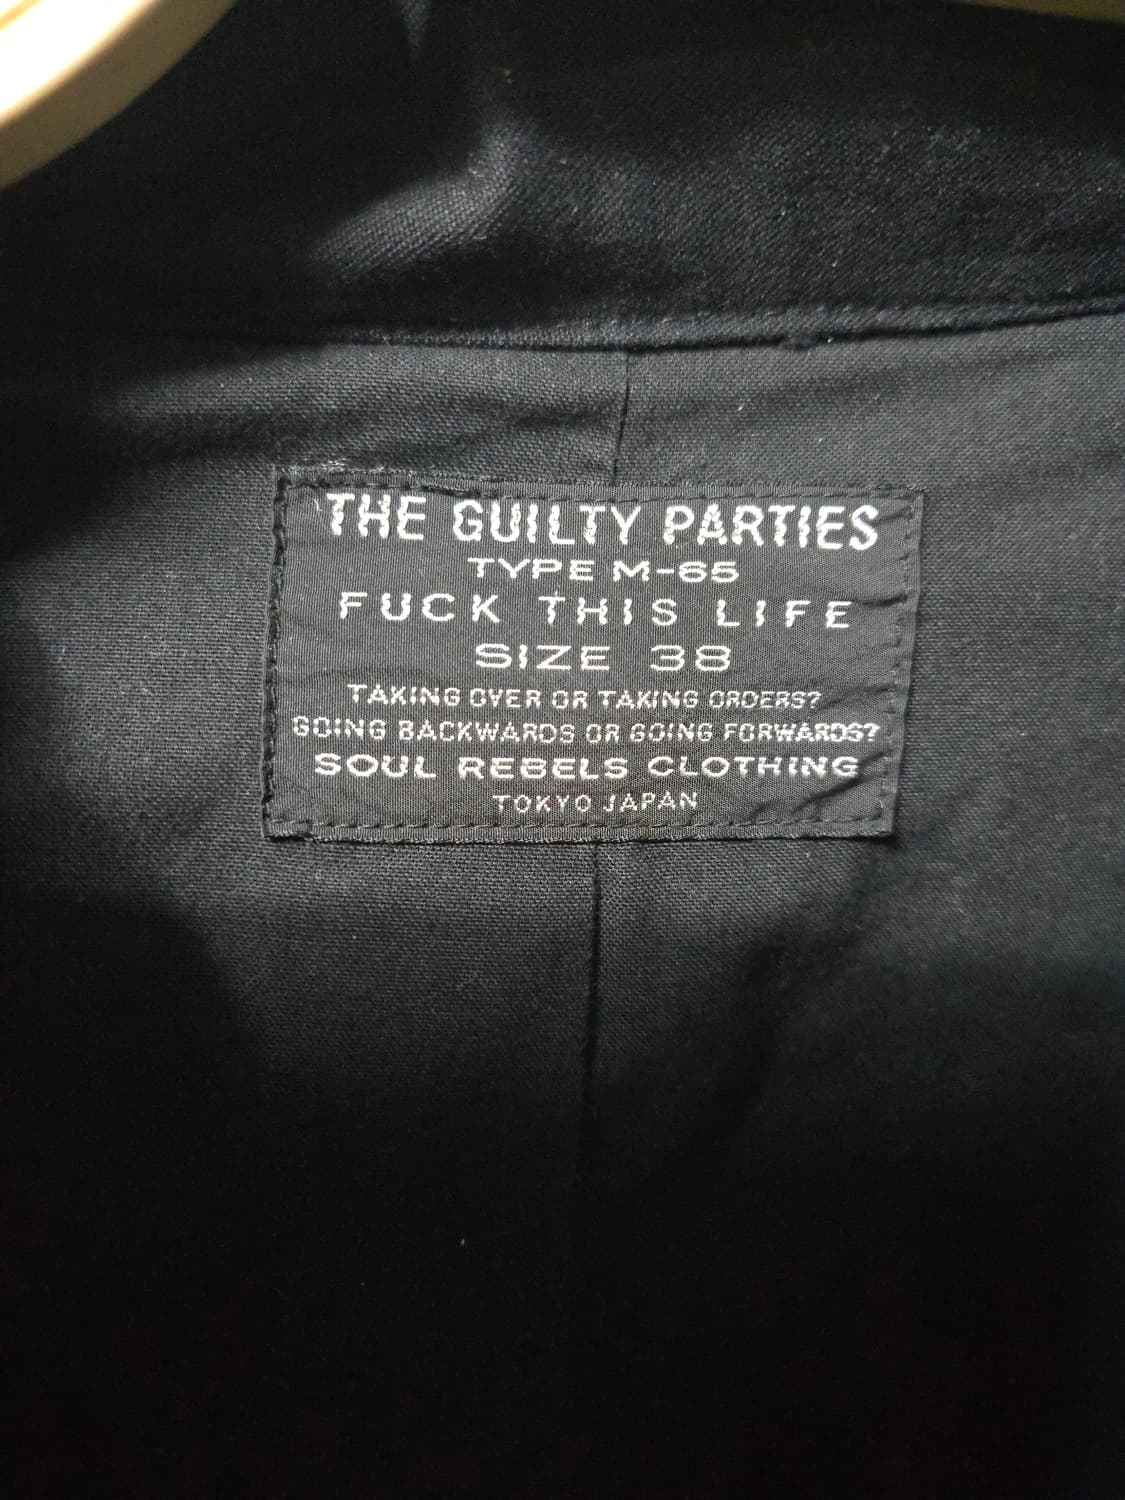 THE GUILTY PARTIES
TYPE M-65
FUCK THIS LIFE
SIZE 38
TAKING OVER OR TAKING ORDERS?
GOING BACKWARDS OR GOING FORWARDS?
SOUL REBELS CLOTHING
TOKYO JAPAN